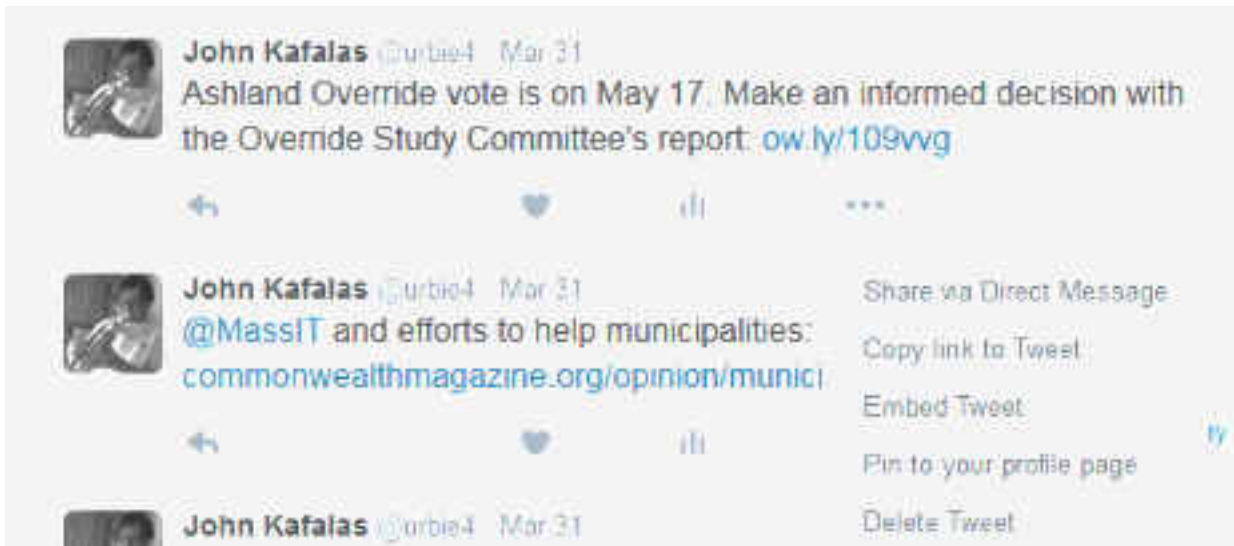 John Kafalas @urbie4 Mar 31
Ashland Override vote is on May 17. Make an informed decision with
the Override Study Committee's report: ow.ly/109vvg
John Kafalas @urbie4 Mar 31
@MassIT and efforts to help municipalities:
commonwealthmagazine.org/opinion/munici
Share via Direct Message
Copy link to Tweet
Embed Tweet
Pin to your profile page
Delete Tweet
John Kafalas @urbie4 Mar 31